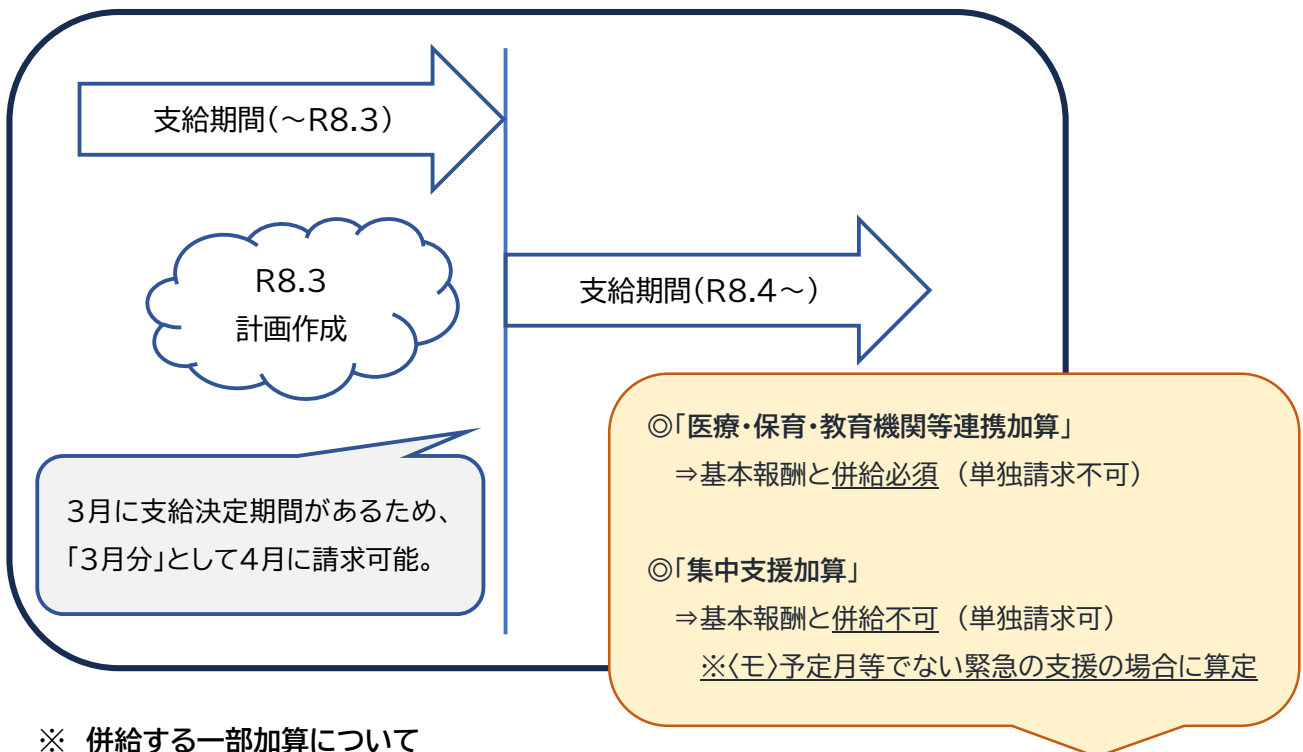 支給期間(～R8.3)
R8.3
計画作成
支給期間(R8.4～)
3月に支給決定期間があるため、
「3月分」として4月に請求可能。
◎「医療・保育・教育機関等連携加算」
⇒基本報酬と併給必須 (単独請求不可)
◎「集中支援加算」
⇒基本報酬と併給不可 (単独請求可)
※〈モ〉予定月等でない緊急の支援の場合に算定
※ 併給する一部加算について